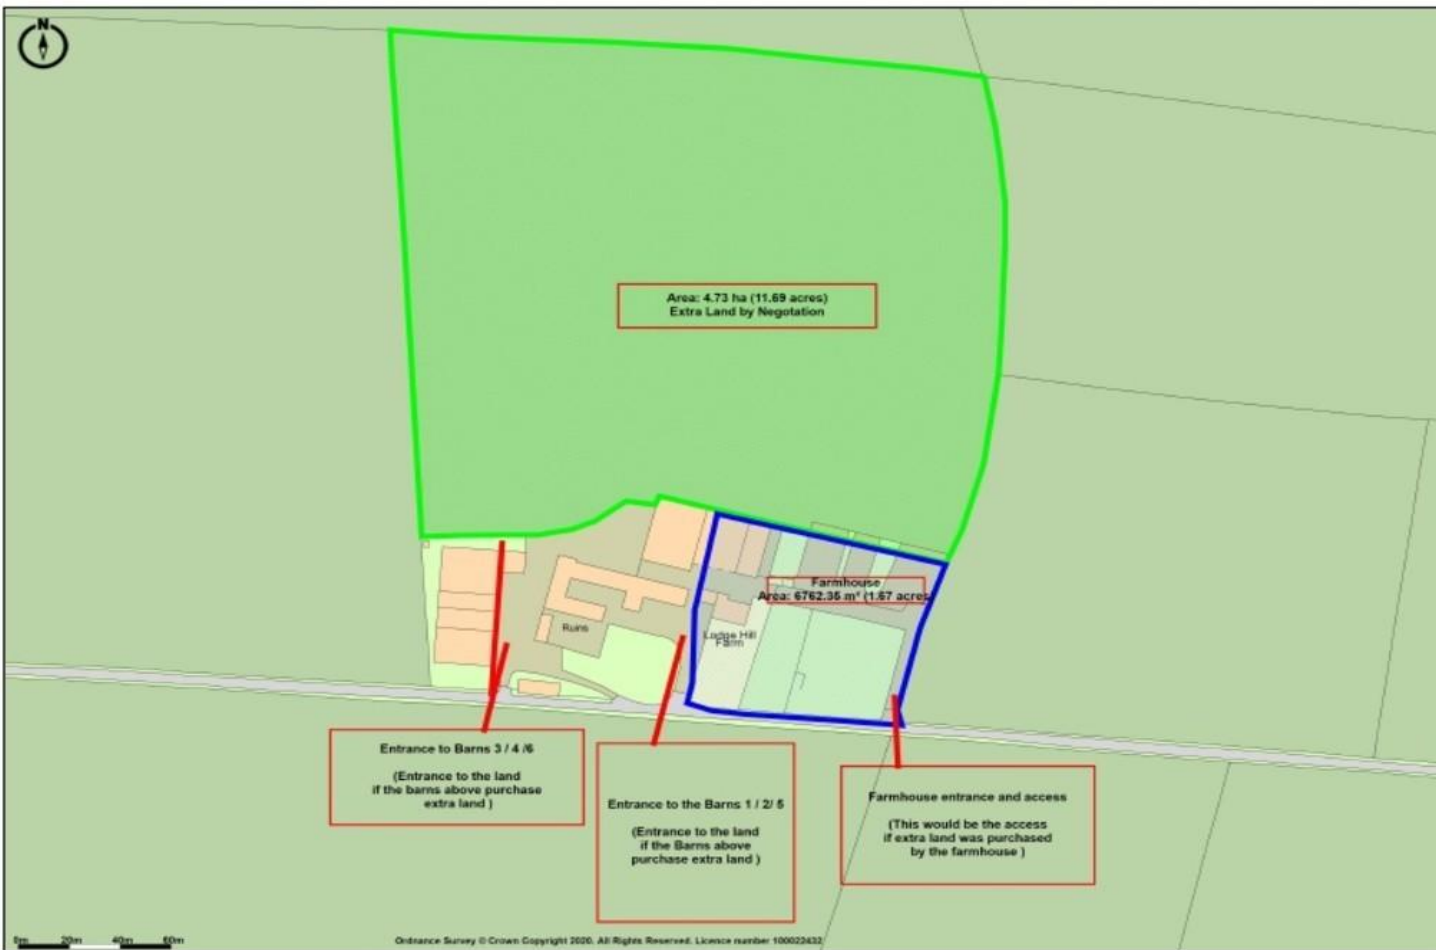 N
Area: 4.73 ha (11.69 acres)
Extra Land by Negotation
Farmhouse
Area: 6762.35 m² (1.67 acres
Lodge Hill
Farm
Ruins
Entrance to Barns 3 / 4 /6
(Entrance to the land
if the barns above purchase
extra land )
Entrance to the Barns 1 / 2/ 5
(Entrance to the land
if the Barns above
purchase extra land )
Farmhouse entrance and access
(This would be the access
if extra land was purchased
by the farmhouse )
0m 20m 40m 60m
Ordnance Survey © Crown Copyright 2020. All Rights Reserved. Licence number 100022432